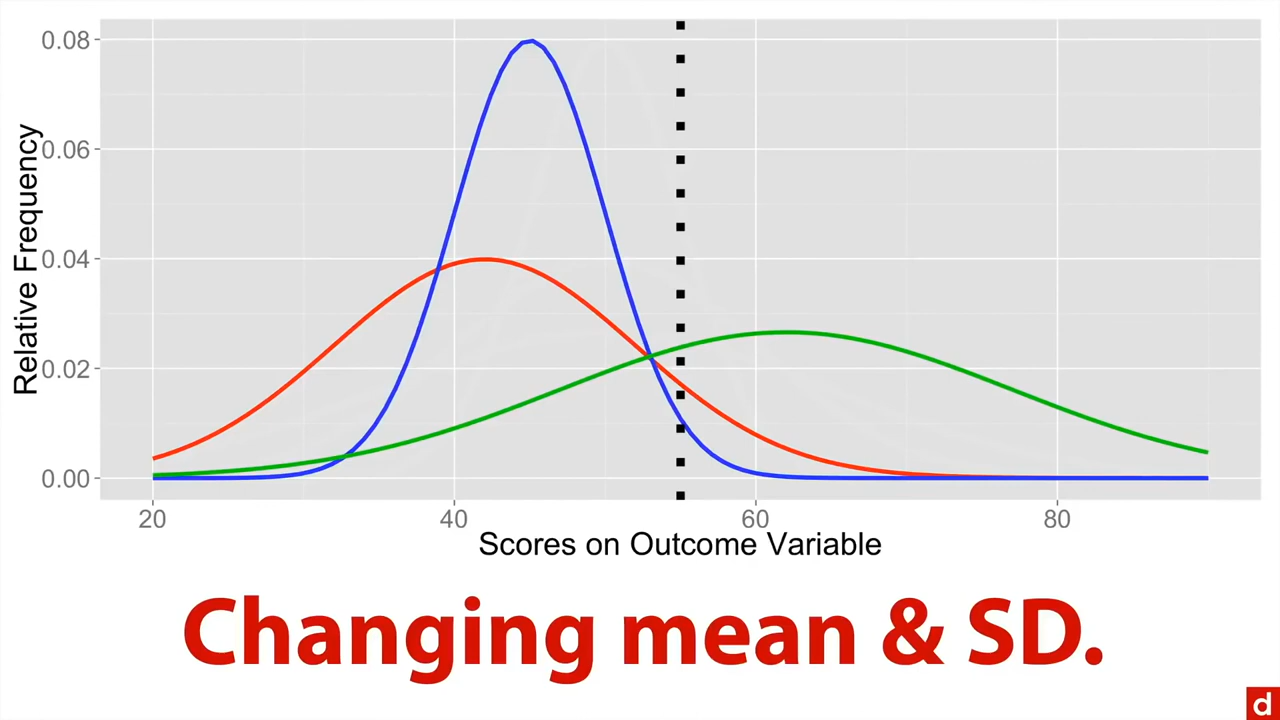 0.08
0.06
0.04
0.02
0.00
Relative Frequency
20 40 60 80
Scores on Outcome Variable
Changing mean & SD.
d